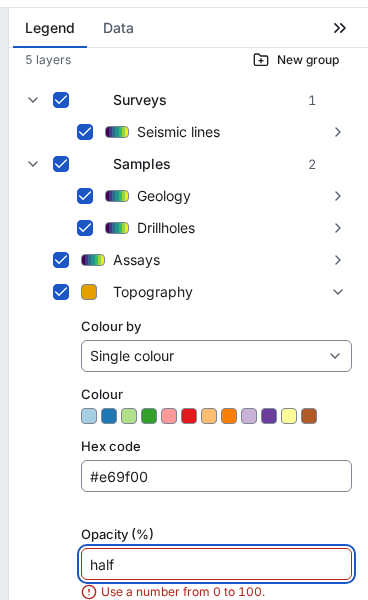 Legend Data
5 layers New group
Surveys 1
Seismic lines
Samples 2
Geology
Drillholes
Assays
Topography
Colour by
Single colour
Colour
Hex code
#e69f00
Opacity (%)
half
Use a number from 0 to 100.